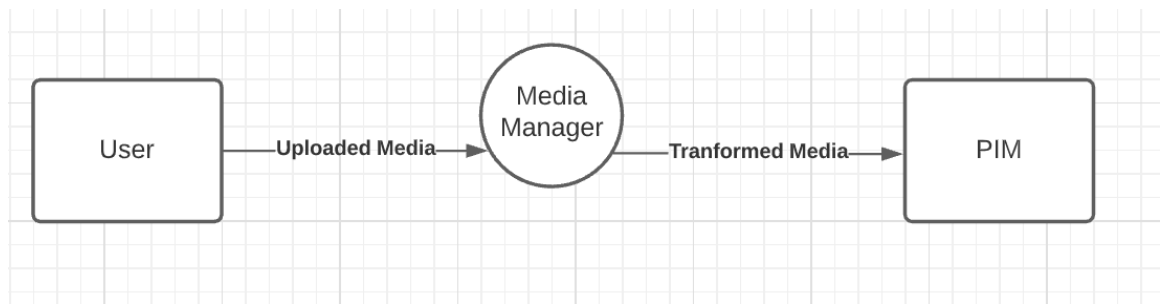 User
Uploaded Media
Media
Manager
Tranformed Media
PIM